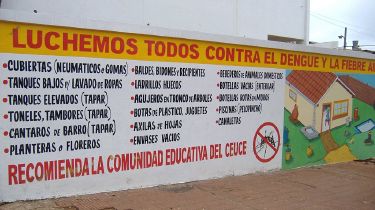 LUCHEMOS TODOS CONTRA EL DENGUE Y LA FIEBRE A
• CUBIERTAS (NEUMATICOS o GOMAS)
• TANQUES BAJOS P/ LAVADO DE ROPAS
• TANQUES ELEVADOS (TAPAR)
• TONELES, TAMBORES (TAPAR)
• CANTAROS DE BARRO (TAPAR)
• PLANTERAS o FLOREROS
• BALDES, BIDONES o RECIPIENTES
• LADRILLOS HUECOS
• AGUJEROS EN TRONCO DE ARBOLES
• BOTAS DE PLASTICO, JUGUETES
• AXILAS DE HOJAS
• ENVASES VACIOS
• BEBEDEROS DE ANIMALES DOMESTICOS
• BOTELLAS VACIAS (ENTERRAR)
• BOTELLAS ROTAS EN MUROS
• PISCINAS (PELOPINCHO)
• CANALETAS
RECOMIENDA LA COMUNIDAD EDUCATIVA DEL CEUCE